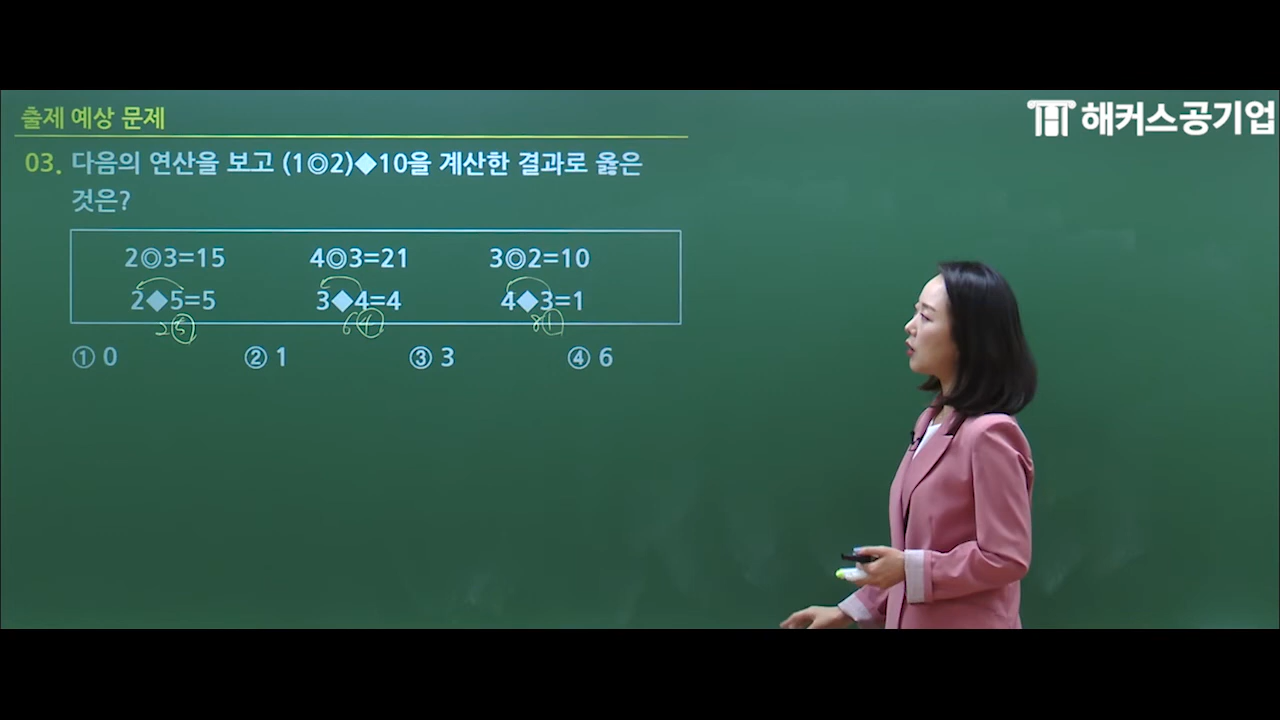 해커스공기업
출제 예상 문제
03. 다음의 연산을 보고 (1◎2)◆10을 계산한 결과로 옳은
것은?
2◎3=15 4◎3=21 3◎2=10
2◆5=5 3◆4=4 4◆3=1
25 64 81
① 0 ② 1 ③ 3 ④ 6